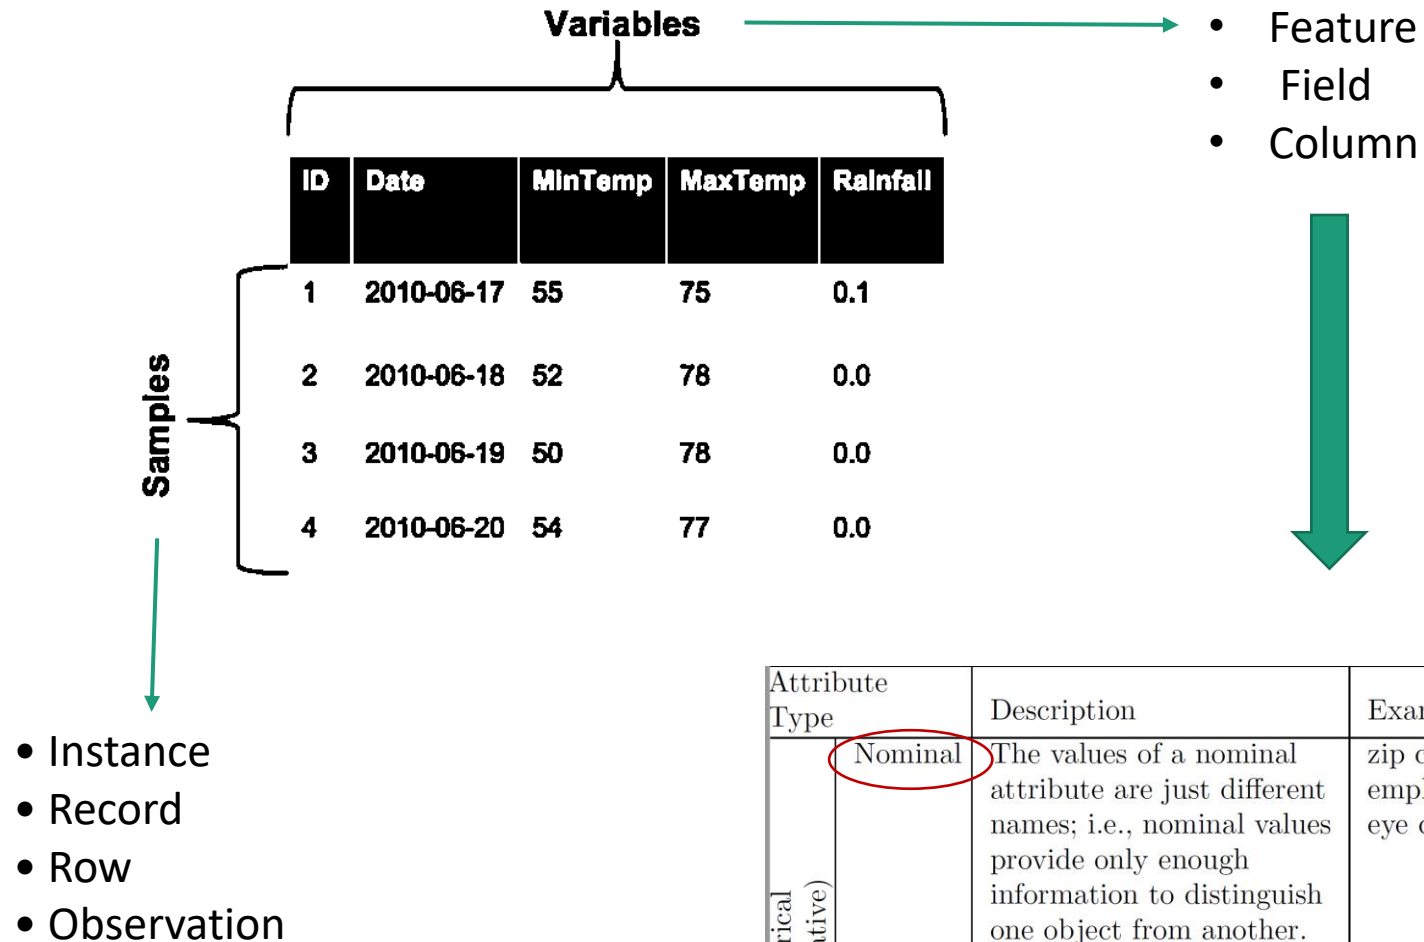 Variables
• Feature
• Field
• Column
ID Date MinTemp MaxTemp Rainfall
1 2010-06-17 55 75 0.1
2 2010-06-18 52 78 0.0
3 2010-06-19 50 78 0.0
4 2010-06-20 54 77 0.0
Samples
• Instance
• Record
• Row
• Observation
Attribute
Type
Description
Nominal
The values of a nominal
attribute are just different
names; i.e., nominal values
provide only enough
information to distinguish
one object from another.
zip
eye